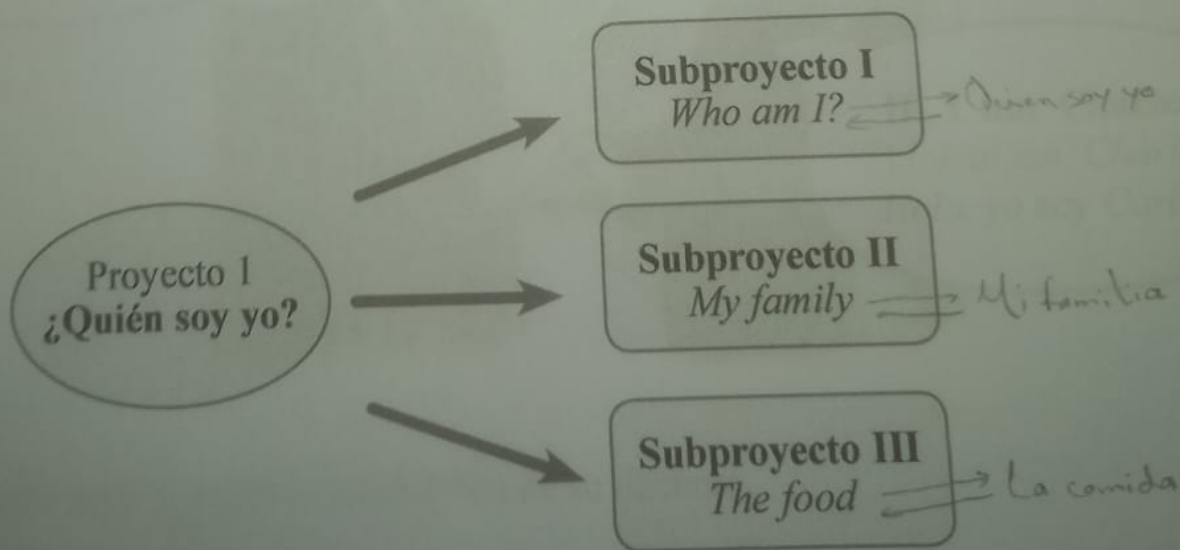 Subproyecto I
Who am I?
Quien soy yo
Proyecto 1
¿Quién soy yo?
Subproyecto II
My family
Mi familia
Subproyecto III
The food
La comida